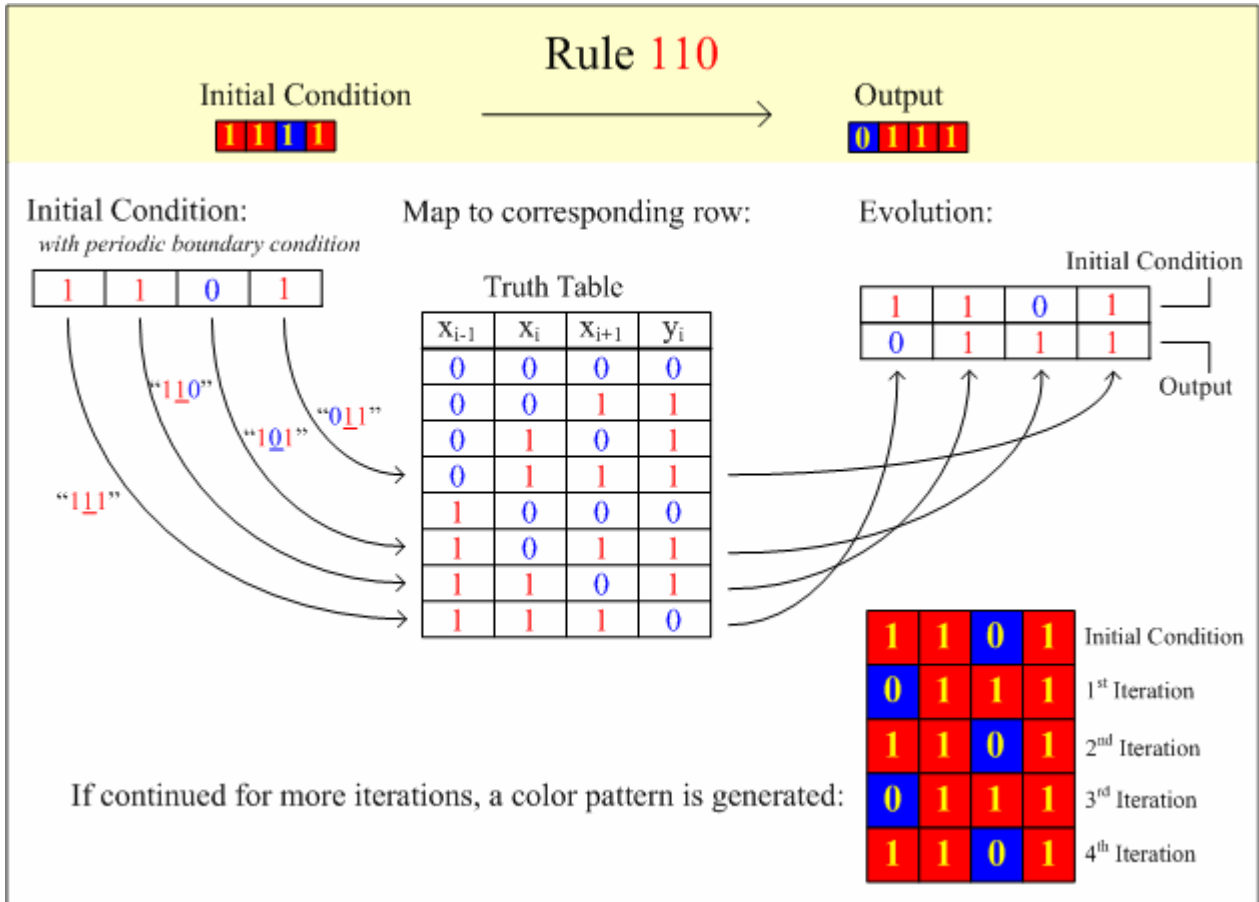 Rule 110
Initial Condition
Output
1 1 1 1
0 1 1 1
Initial Condition:
with periodic boundary condition
1 1 0 1
Map to corresponding row:
Truth Table
xi-1 xi xi+1 yi
0 0 0 0
0 0 1 1
0 1 0 1
0 1 1 1
1 0 0 0
1 0 1 1
1 1 0 1
1 1 1 0
“110”
“101”
“011”
“111”
Evolution:
Initial Condition
1 1 0 1
0 1 1 1
Output
1 1 0 1 Initial Condition
0 1 1 1 1st Iteration
1 1 0 1 2nd Iteration
0 1 1 1 3rd Iteration
1 1 0 1 4th Iteration
If continued for more iterations, a color pattern is generated: